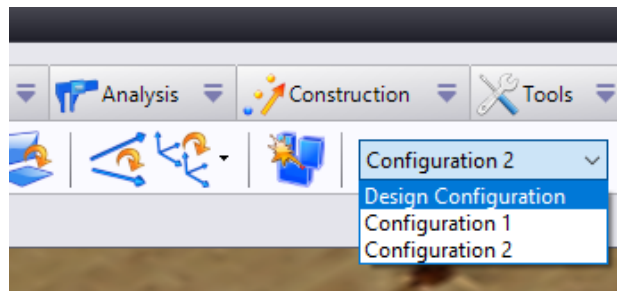 Analysis Construction Tools
Configuration 2
Design Configuration
Configuration 1
Configuration 2